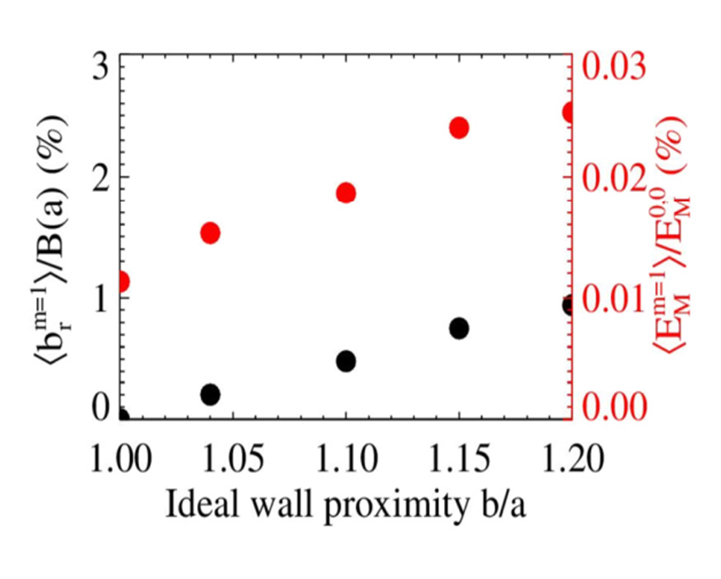 3
2
1
0
⟨b_r^{m=1}⟩/B(a) (%)
0.03
0.02
0.01
0.00
⟨E_M^{m=1}⟩/E_M^{0,0} (%)
1.00 1.05 1.10 1.15 1.20
Ideal wall proximity b/a